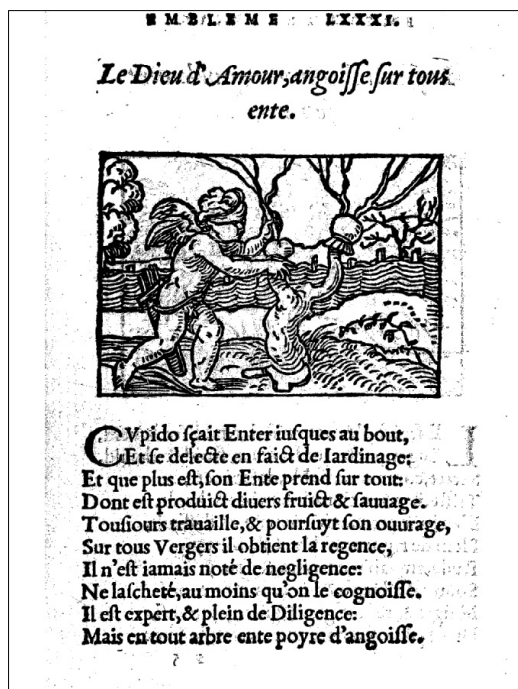 EMBLEME LXXXI.
Le Dieu d'Amour, angoisse sur tous
ente.
CVpido sçait Enter iusques au bout,
Et se delecte en faict de Iardinage:
Et que plus est, son Ente prend sur tout:
Dont est produict diuers fruict & sauuage.
Tousiours trauaille, & poursuyt son ouurage,
Sur tous Vergers il obtient la regence,
Il n'est iamais noté de negligence:
Ne lascheté, au moins qu'on le cognoisse.
Il est expert, & plein de Diligence:
Mais en tout arbre ente poyre d'angoisse.